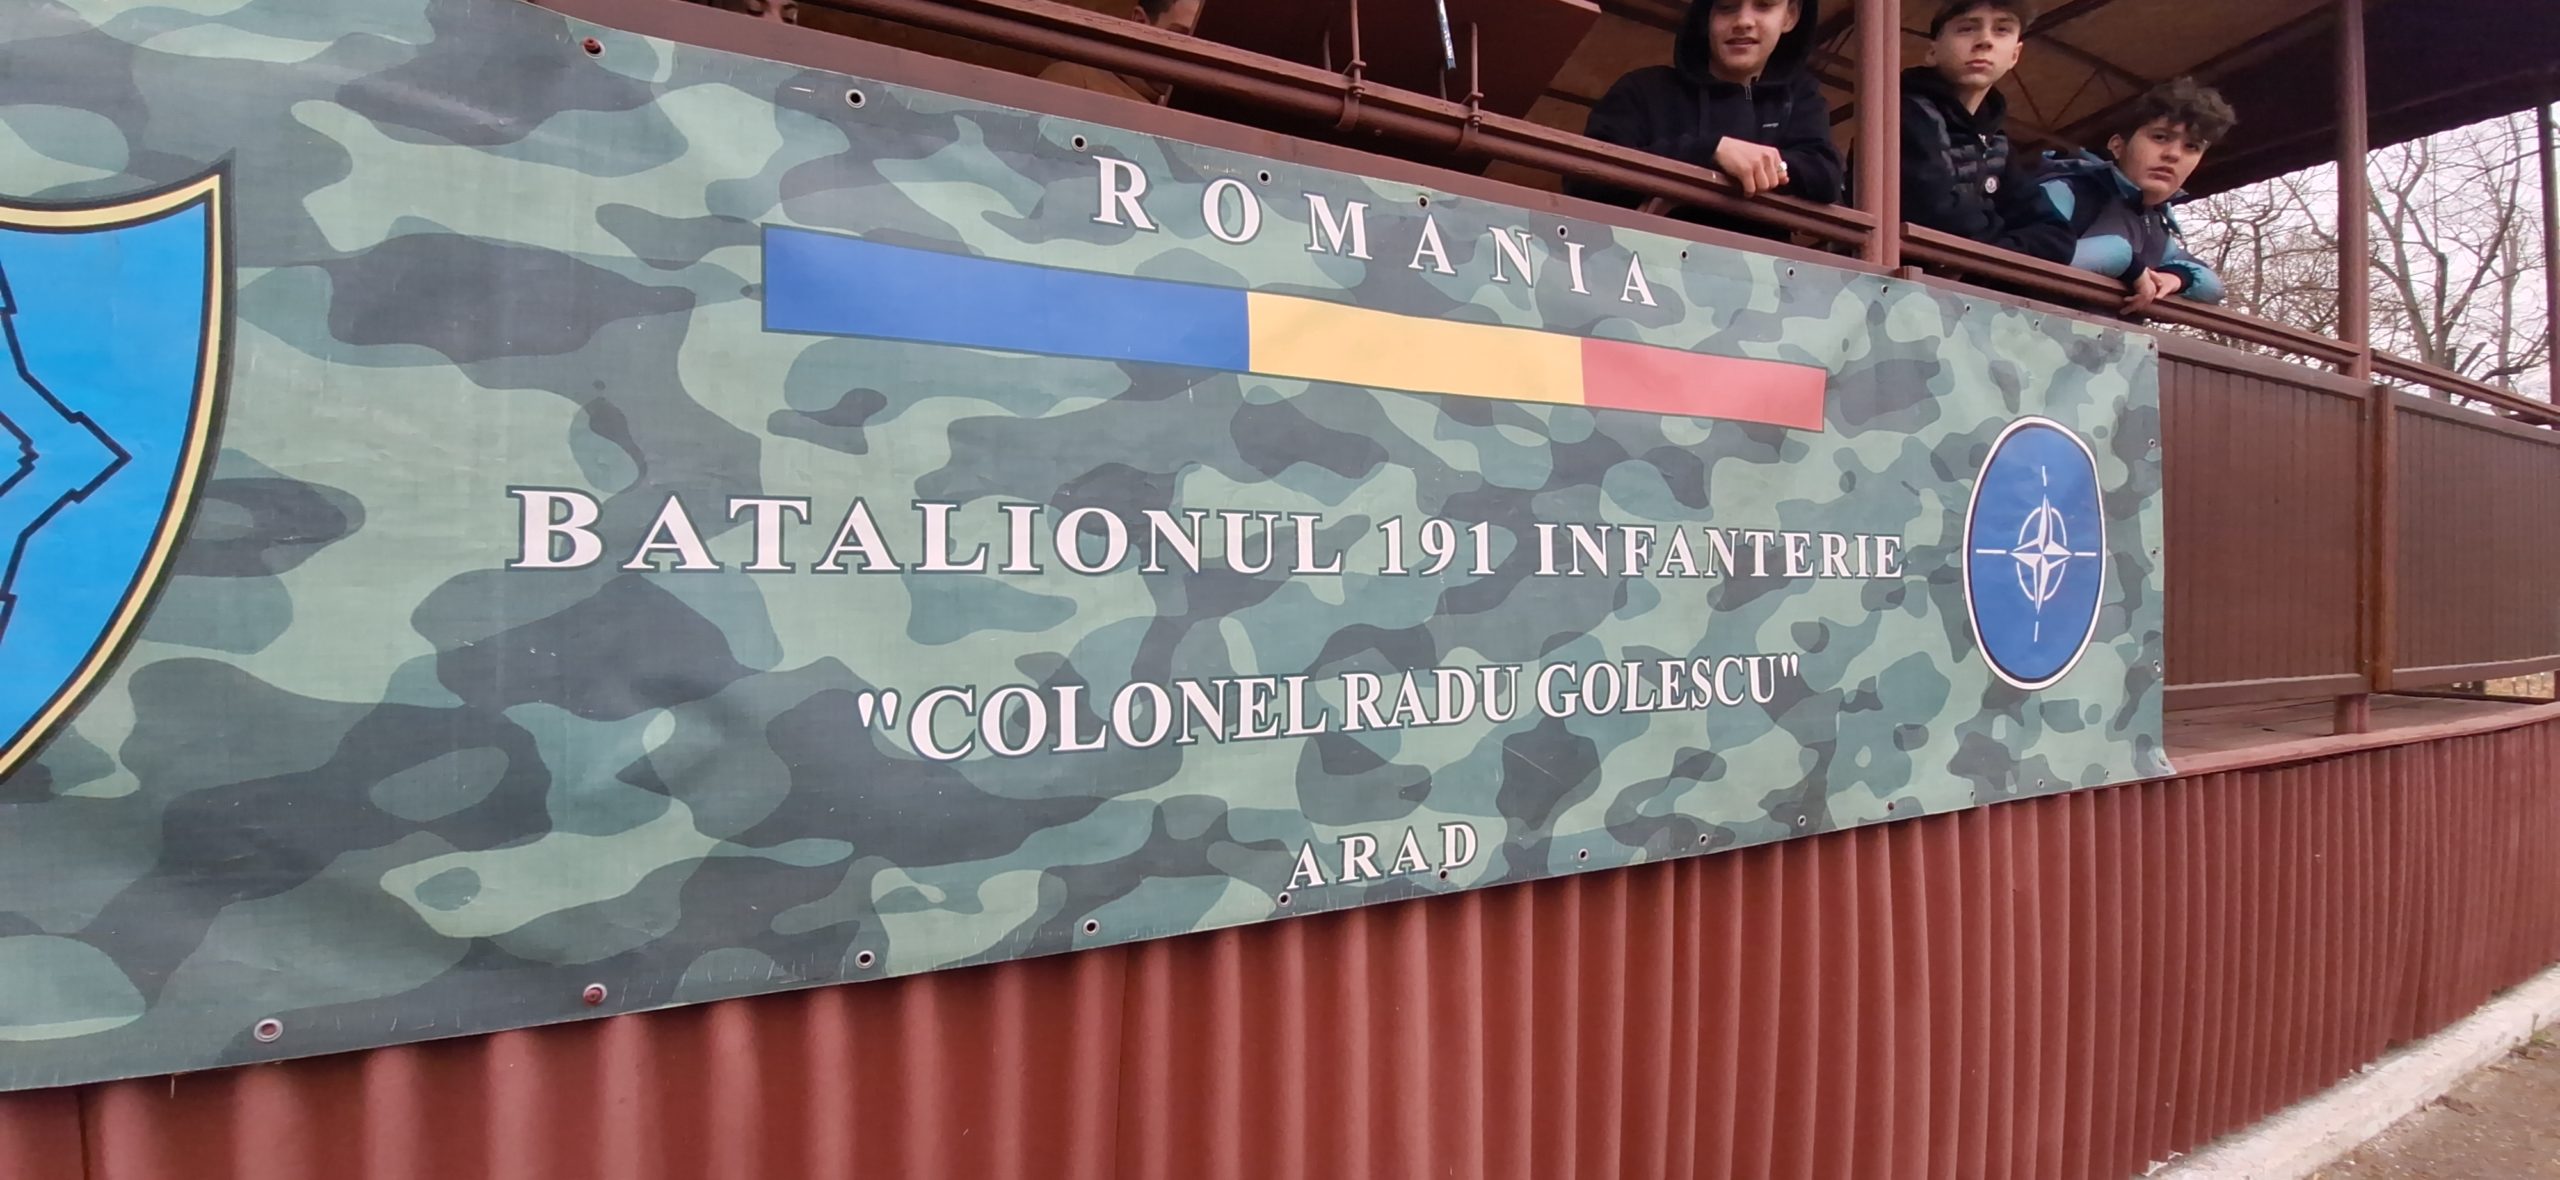 ROMANIA
BATALIONUL 191 INFANTERIE
"COLONEL RADU GOLESCU"
ARAD